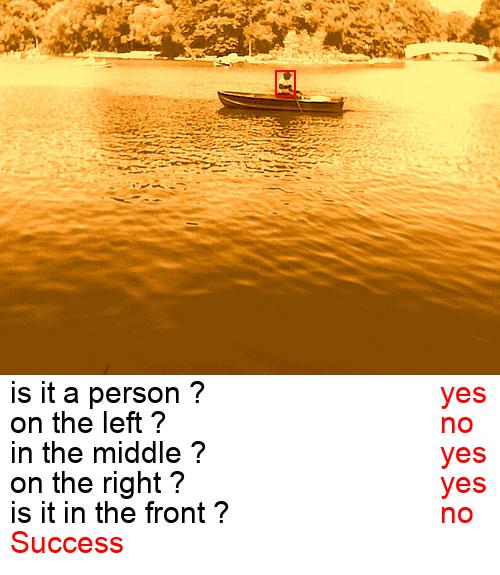 is it a person ? yes
on the left ? no
in the middle ? yes
on the right ? yes
is it in the front ? no
Success